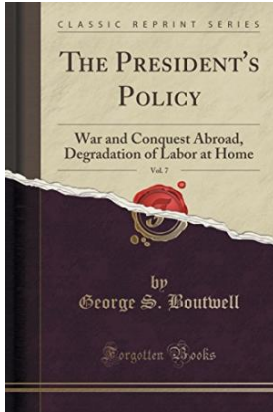 CLASSIC REPRINT SERIES
THE PRESIDENT'S
POLICY
War and Conquest Abroad,
Degradation of Labor at Home
Vol. 7
by
George S. Boutwell
Forgotten Books